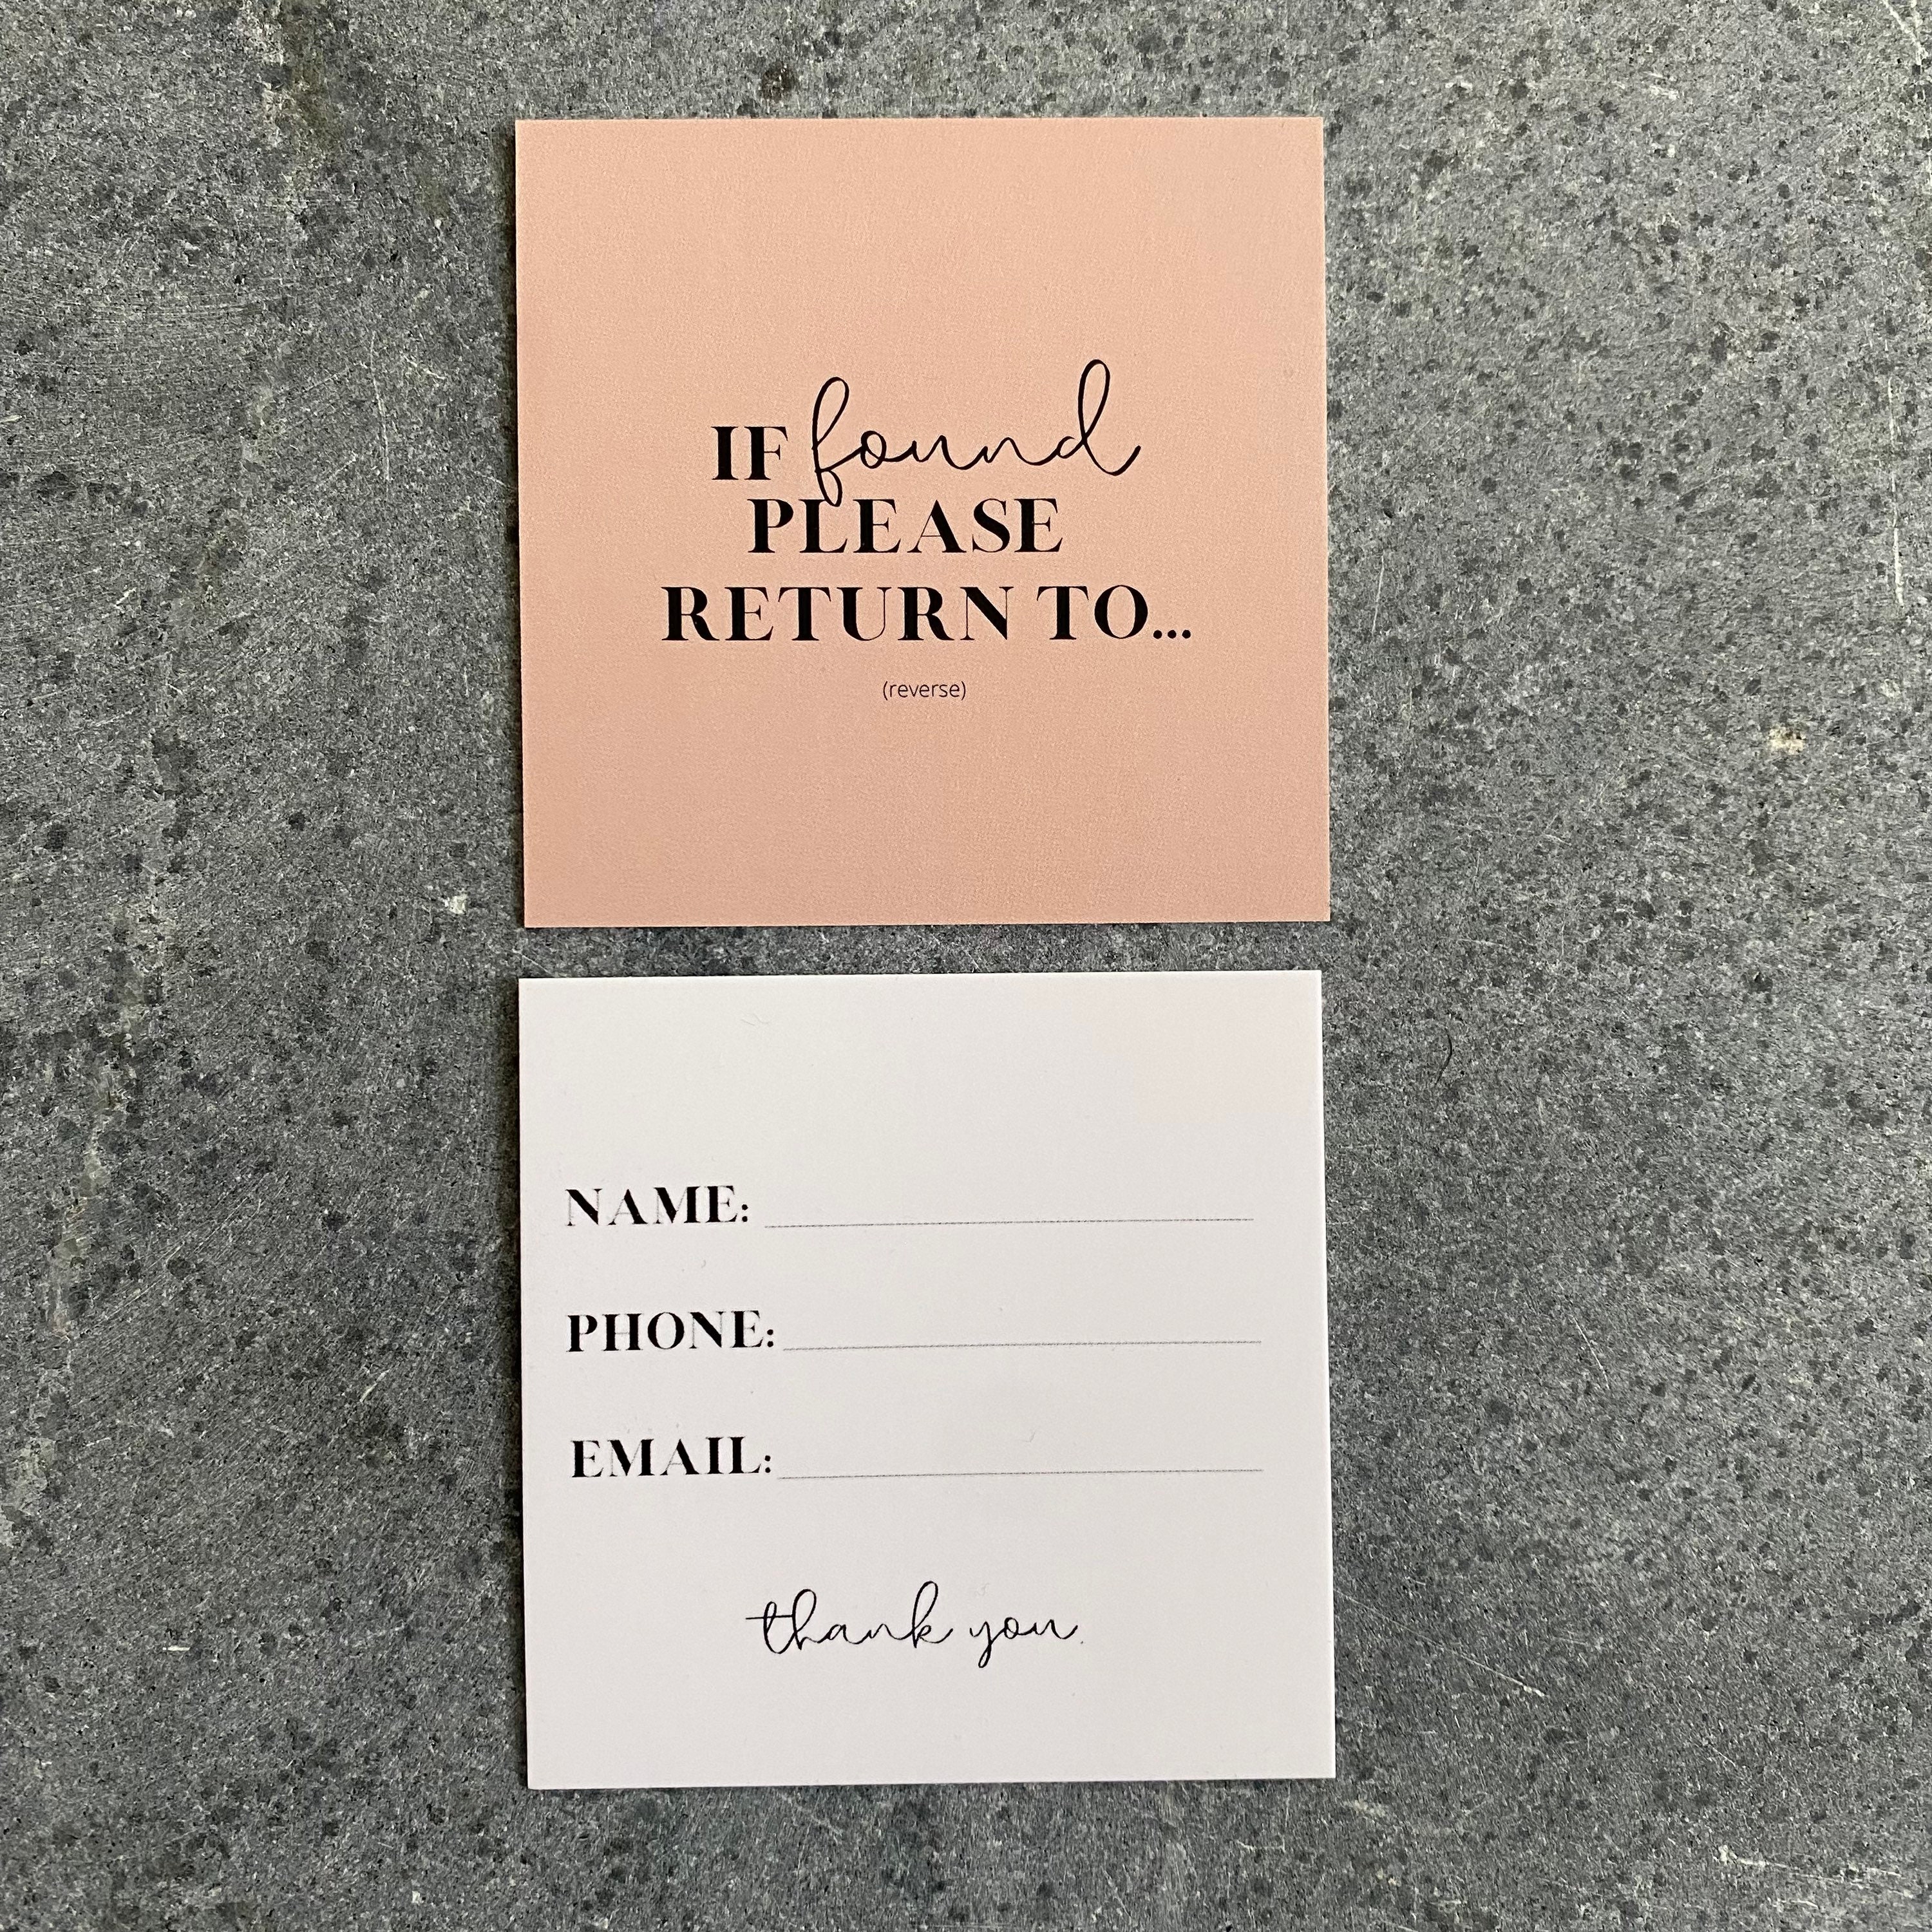 IF found
PLEASE
RETURN TO...
(reverse)
NAME:
PHONE:
EMAIL:
thank you.